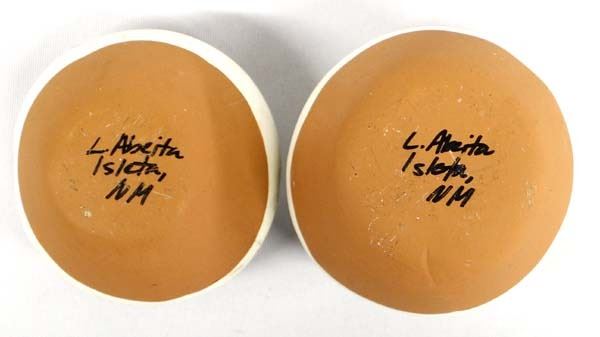 L. Abeita
Isleta,
NM
L. Abeita
Isleta,
NM